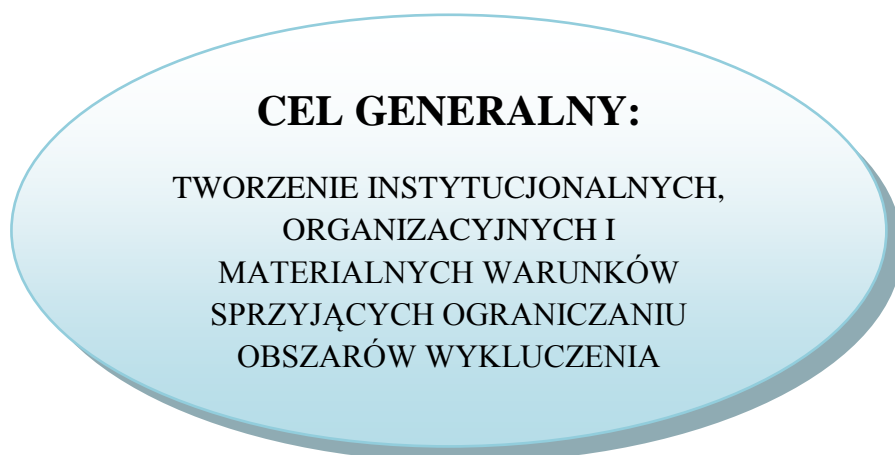 CEL GENERALNY:
TWORZENIE INSTYTUCJONALNYCH,
ORGANIZACYJNYCH I
MATERIALNYCH WARUNKÓW
SPRZYJĄCYCH OGRANICZANIU
OBSZARÓW WYKLUCZENIA